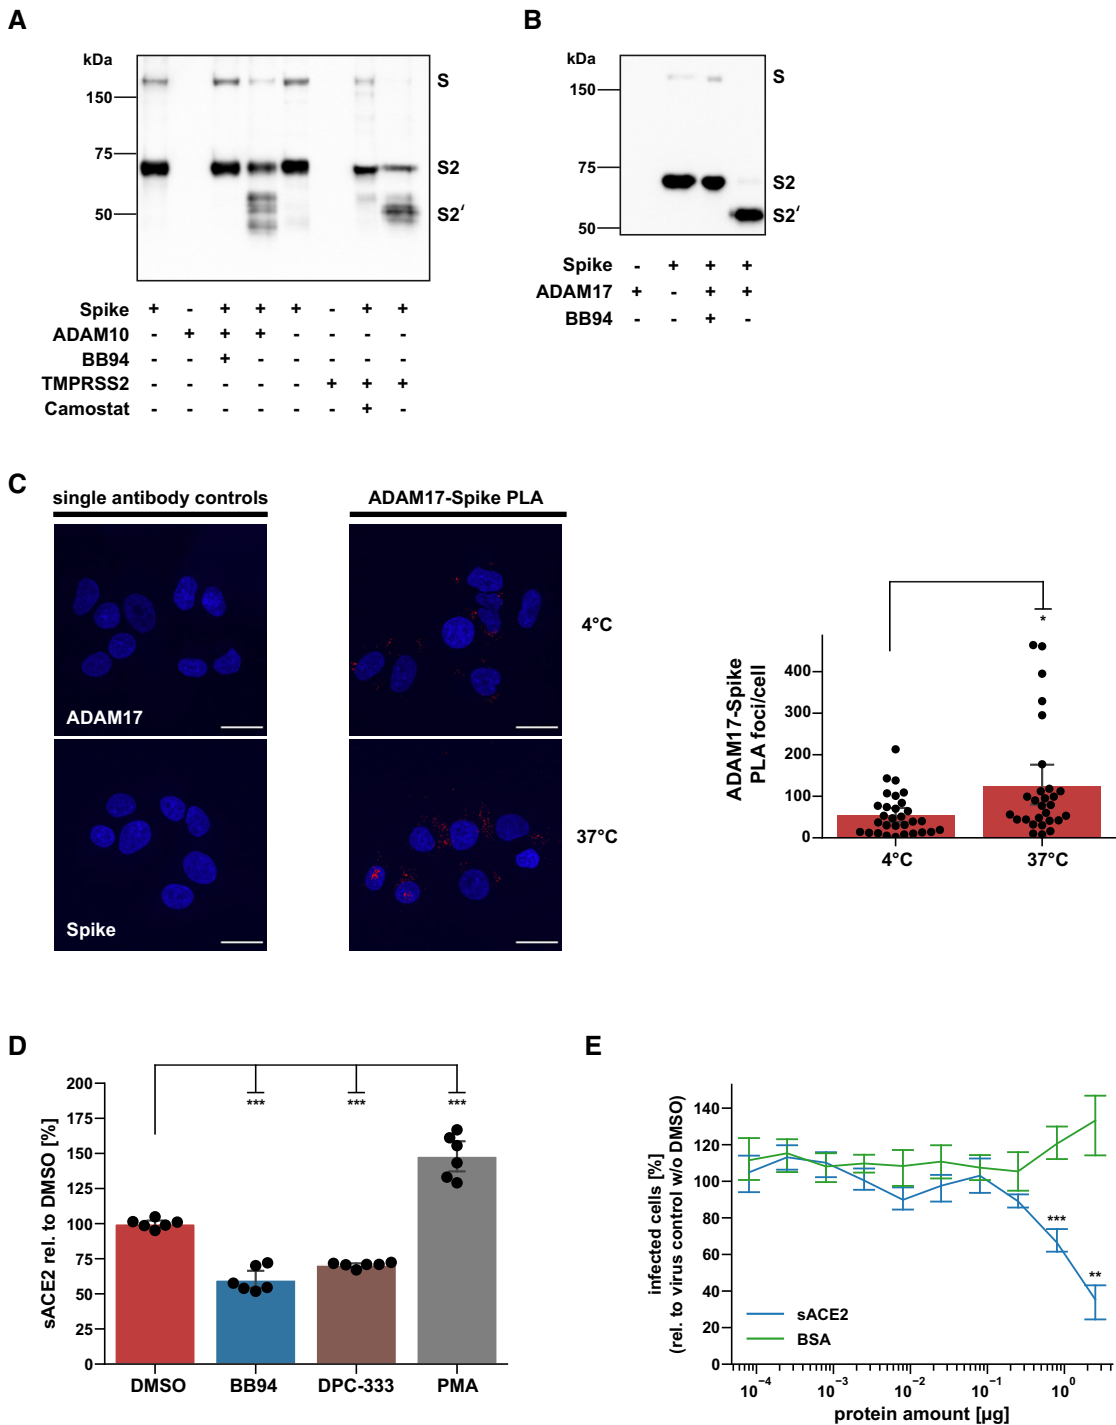 A
kDa
150
75
50
S
S2
S2′
Spike + - + + + - + +
ADAM10 - + + + - - - -
BB94 - - + - - - - -
TMPRSS2 - - - - - + + +
Camostat - - - - - - + -
B
kDa
150
75
50
S
S2
S2′
Spike - + + +
ADAM17 + - + +
BB94 - - + -
C
single antibody controls
ADAM17-Spike PLA
ADAM17
Spike
4°C
37°C
*
ADAM17-Spike
PLA foci/cell
400
300
200
100
0
4°C 37°C
D
sACE2 rel. to DMSO [%]
200
175
150
125
100
75
50
25
0
*** *** ***
DMSO BB94 DPC-333 PMA
E
infected cells [%]
(rel. to virus control w/o DMSO)
140
120
100
80
60
40
20
0
***
**
sACE2
BSA
10⁻⁴ 10⁻³ 10⁻² 10⁻¹ 10⁰
protein amount [µg]